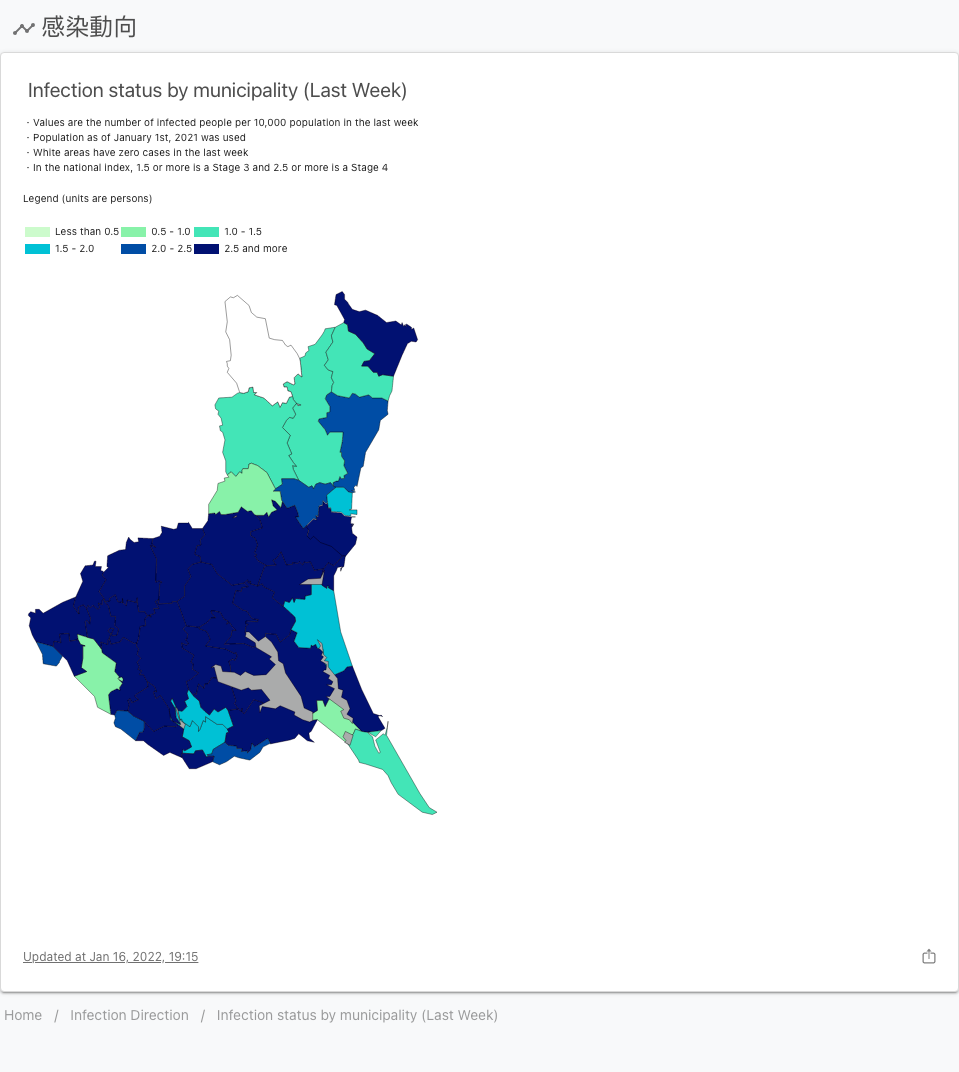 感染動向
Infection status by municipality (Last Week)
・Values are the number of infected people per 10,000 population in the last week
・Population as of January 1st, 2021 was used
・White areas have zero cases in the last week
・In the national index, 1.5 or more is a Stage 3 and 2.5 or more is a Stage 4
Legend (units are persons)
Less than 0.5 0.5 - 1.0 1.0 - 1.5
1.5 - 2.0 2.0 - 2.5 2.5 and more
Updated at Jan 16, 2022, 19:15
Home / Infection Direction / Infection status by municipality (Last Week)